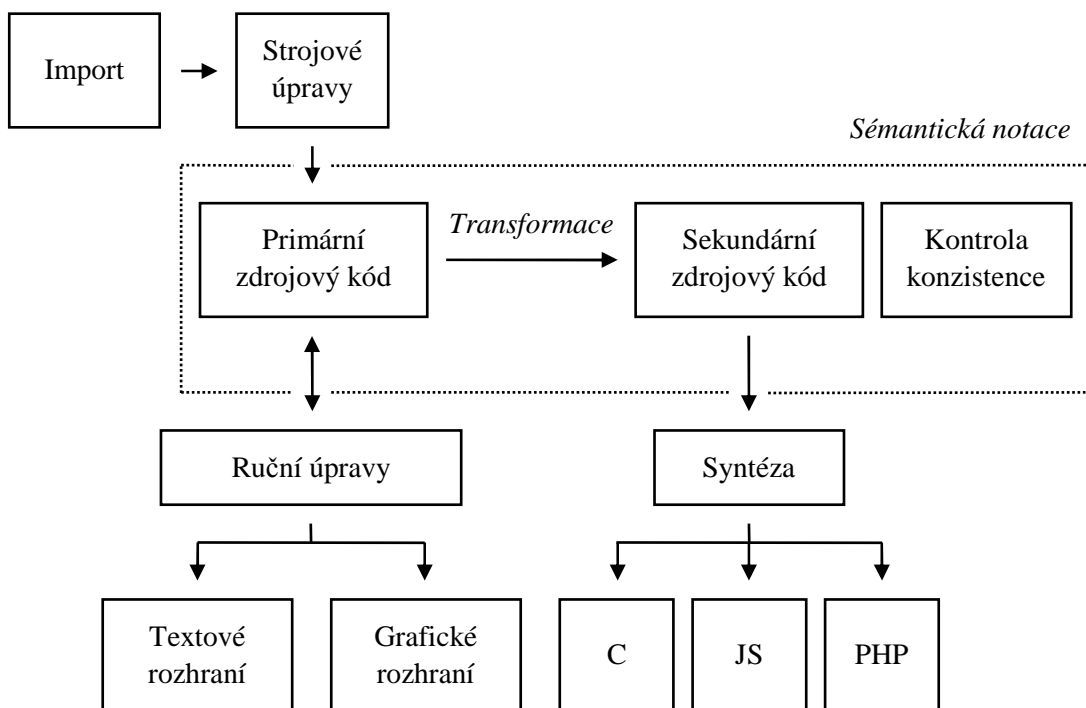 Import
Strojové
úpravy
Sémantická notace
Primární
zdrojový kód
Transformace
Sekundární
zdrojový kód
Kontrola
konzistence
Ruční úpravy
Syntéza
Textové
rozhraní
Grafické
rozhraní
C
JS
PHP